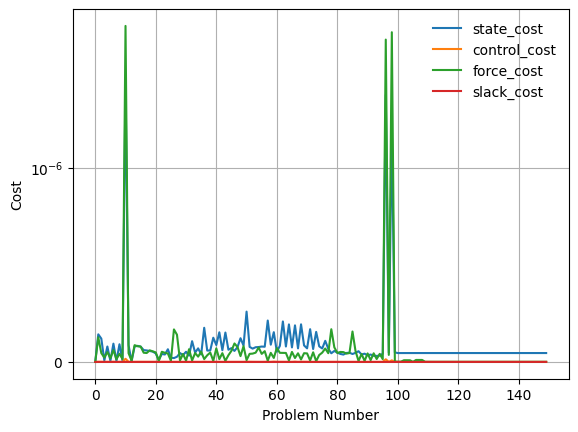 state_cost
control_cost
force_cost
slack_cost
Cost
10⁻⁶
0
0 20 40 60 80 100 120 140
Problem Number